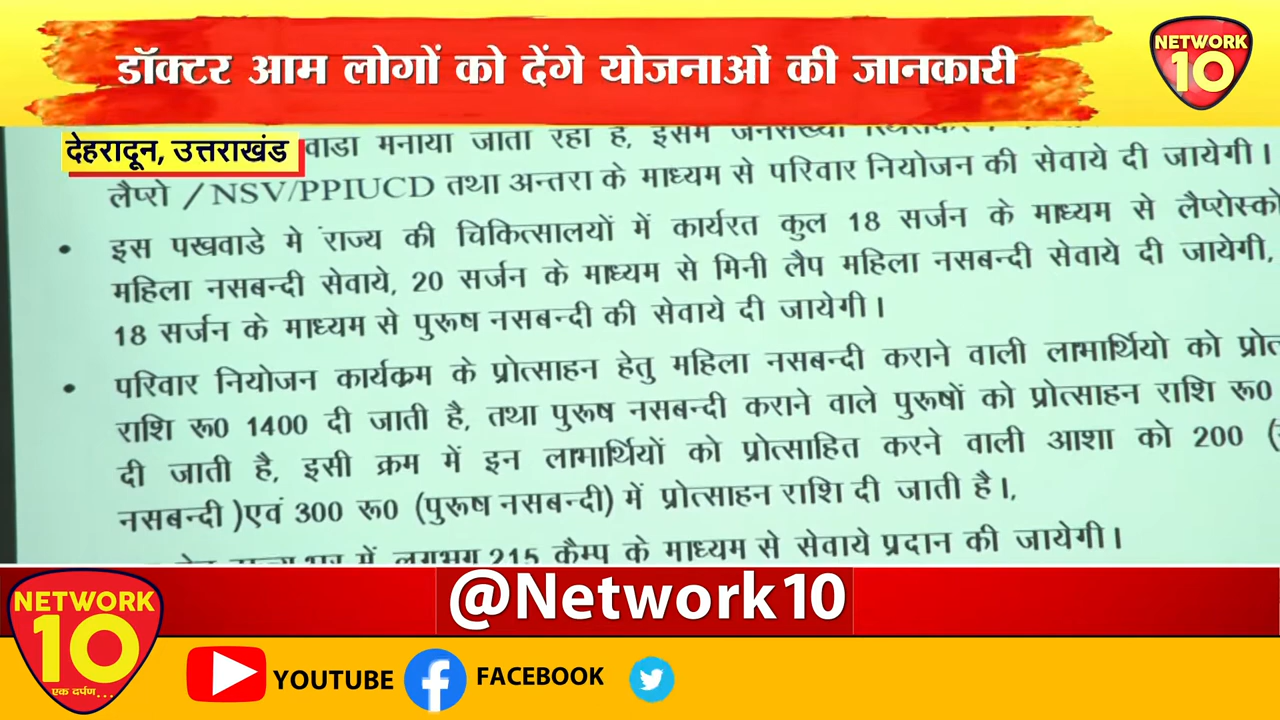 डॉक्टर आम लोगों को देंगे योजनाओं की जानकारी
NETWORK
10
देहरादून, उत्तराखंड
वाडा मनाया जाता रहा है, इसमें जनसंख्या
लैप्रो /NSV/PPIUCD तथा अन्तरा के माध्यम से परिवार नियोजन की सेवाये दी जायेगी।
• इस पखवाडे मे राज्य की चिकित्सालयों में कार्यरत कुल 18 सर्जन के माध्यम से
महिला नसबन्दी सेवाये, 20 सर्जन के माध्यम से मिनी लैप महिला नसबन्दी सेवाये दी जायेगी,
18 सर्जन के माध्यम से पुरूष नसबन्दी की सेवाये दी जायेगी।
• परिवार नियोजन कार्यक्रम के प्रोत्साहन हेतु महिला नसबन्दी कराने वाली लाभार्थियो को
राशि रू0 1400 दी जाती है, तथा पुरूष नसबन्दी कराने वाले पुरूषों को प्रोत्साहन राशि रू0
दी जाती है, इसी क्रम में इन लाभार्थियों को प्रोत्साहित करने वाली आशा को 200 (
नसबन्दी )एवं 300 रू0 (पुरूष नसबन्दी) में प्रोत्साहन राशि दी जाती है।,
में लगभग 215 कैम्प के माध्यम से सेवाये प्रदान की जायेगी।
@Network10
NETWORK
10
एक दर्पण...
YOUTUBE
FACEBOOK